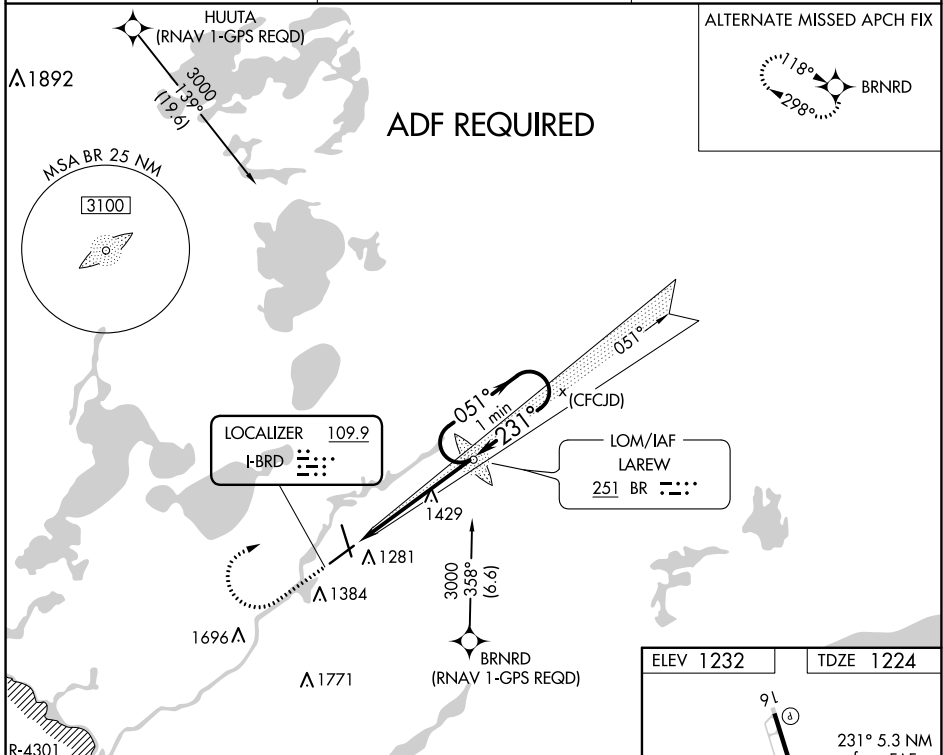 HUUTA
(RNAV 1-GPS REQD)
3000
139°
(19.6)
1892
ADF REQUIRED
ALTERNATE MISSED APCH FIX
118°
298°
BRNRD
MSA BR 25 NM
3100
051°
051°
1 min
231°
(CFCJD)
LOCALIZER 109.9
I-BRD
LOM/IAF
LAREW
251 BR
1429
1281
1384
1696
1771
3000
358°
(6.6)
BRNRD
(RNAV 1-GPS REQD)
R-4301
ELEV 1232
TDZE 1224
16
P
231° 5.3 NM
from FAF